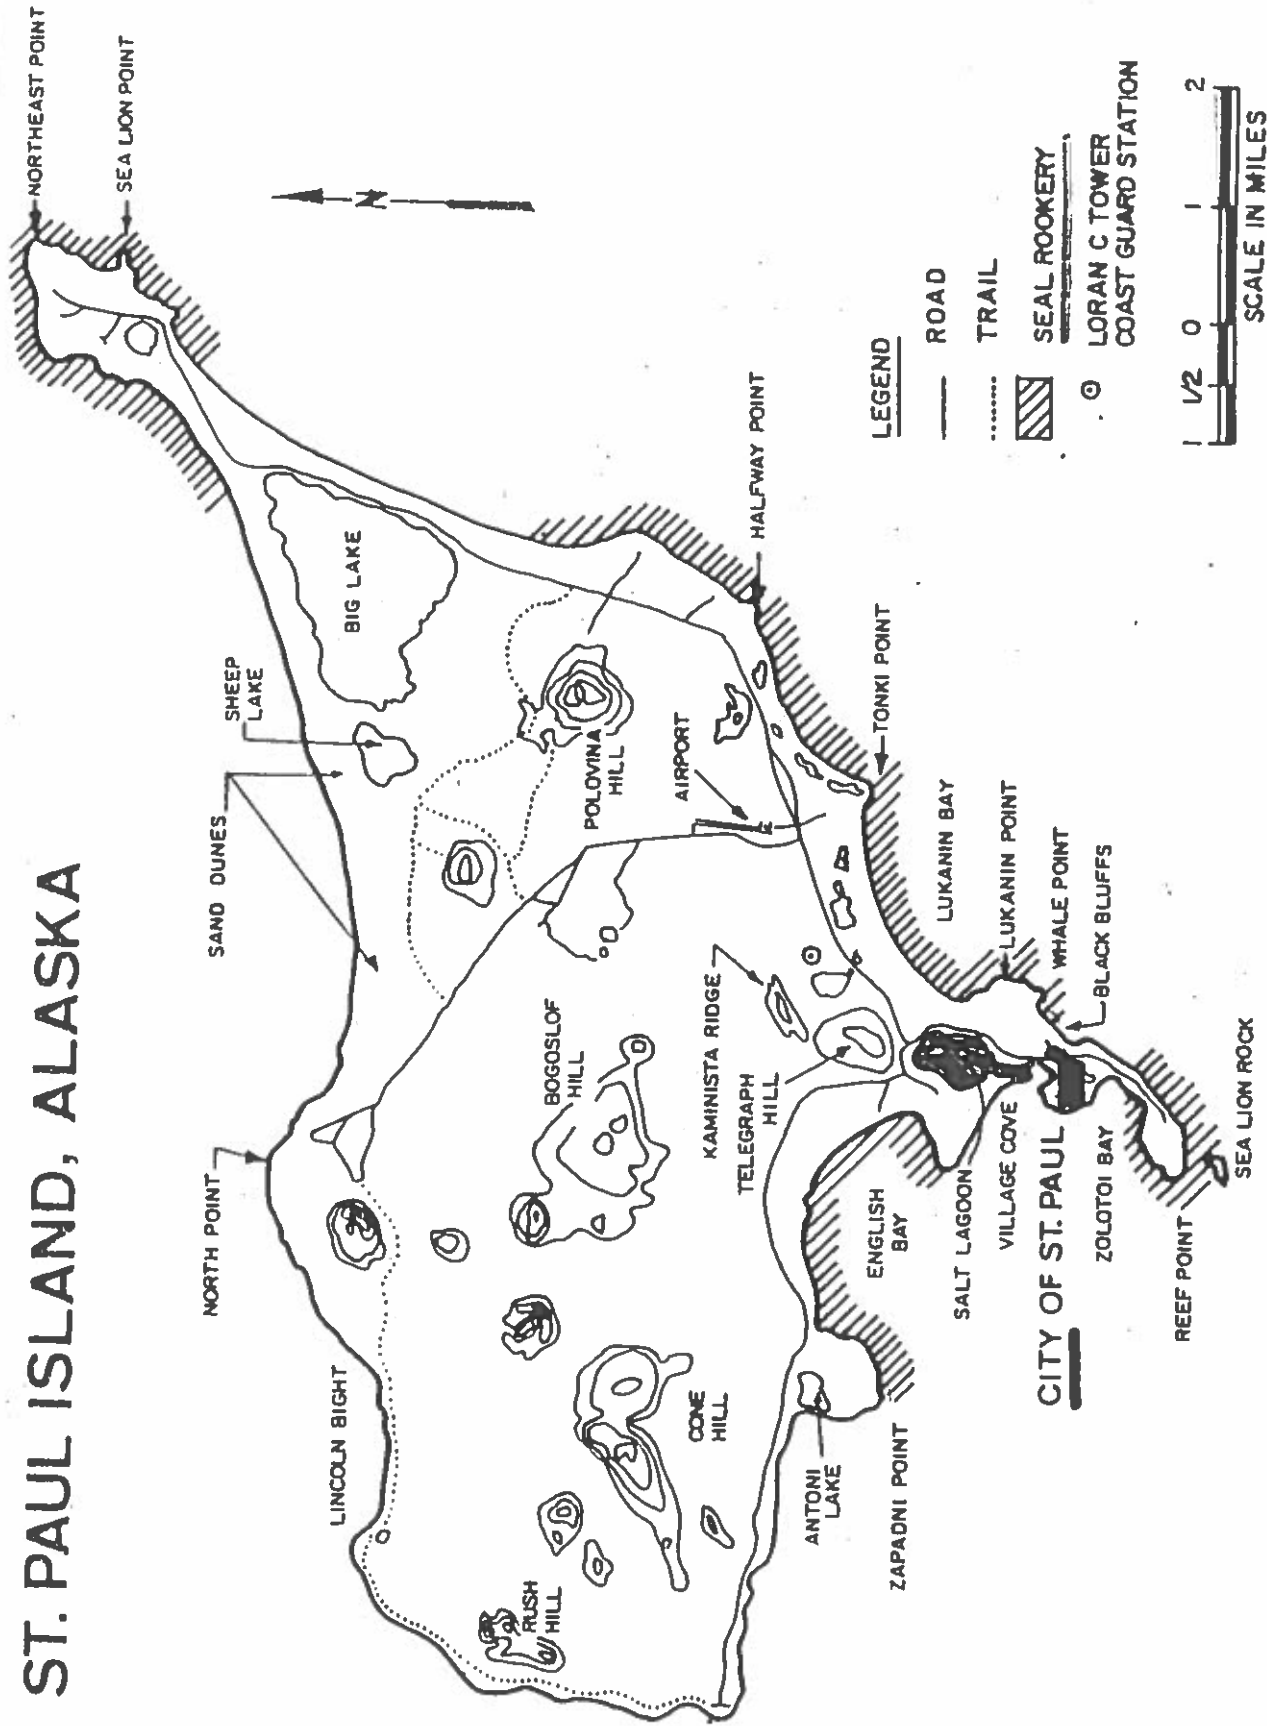 ST. PAUL ISLAND, ALASKA
NORTHEAST POINT
SEA LION POINT
N
SAND DUNES
SHEEP
LAKE
BIG LAKE
NORTH POINT
LINCOLN BIGHT
RUSH
HILL
BOGOSLOF
HILL
POLOVINA
HILL
AIRPORT
HALFWAY POINT
CONE
HILL
KAMINISTA RIDGE
TELEGRAPH
HILL
TONKI POINT
ANTONI
LAKE
ZAPADNI POINT
ENGLISH
BAY
SALT LAGOON
VILLAGE COVE
CITY OF ST. PAUL
ZOLOTOI BAY
REEF POINT
LUKANIN BAY
LUKANIN POINT
WHALE POINT
BLACK BLUFFS
SEA LION ROCK
LEGEND
ROAD
TRAIL
SEAL ROOKERY
LORAN C TOWER
COAST GUARD STATION
1 1/2 0 1 2
SCALE IN MILES